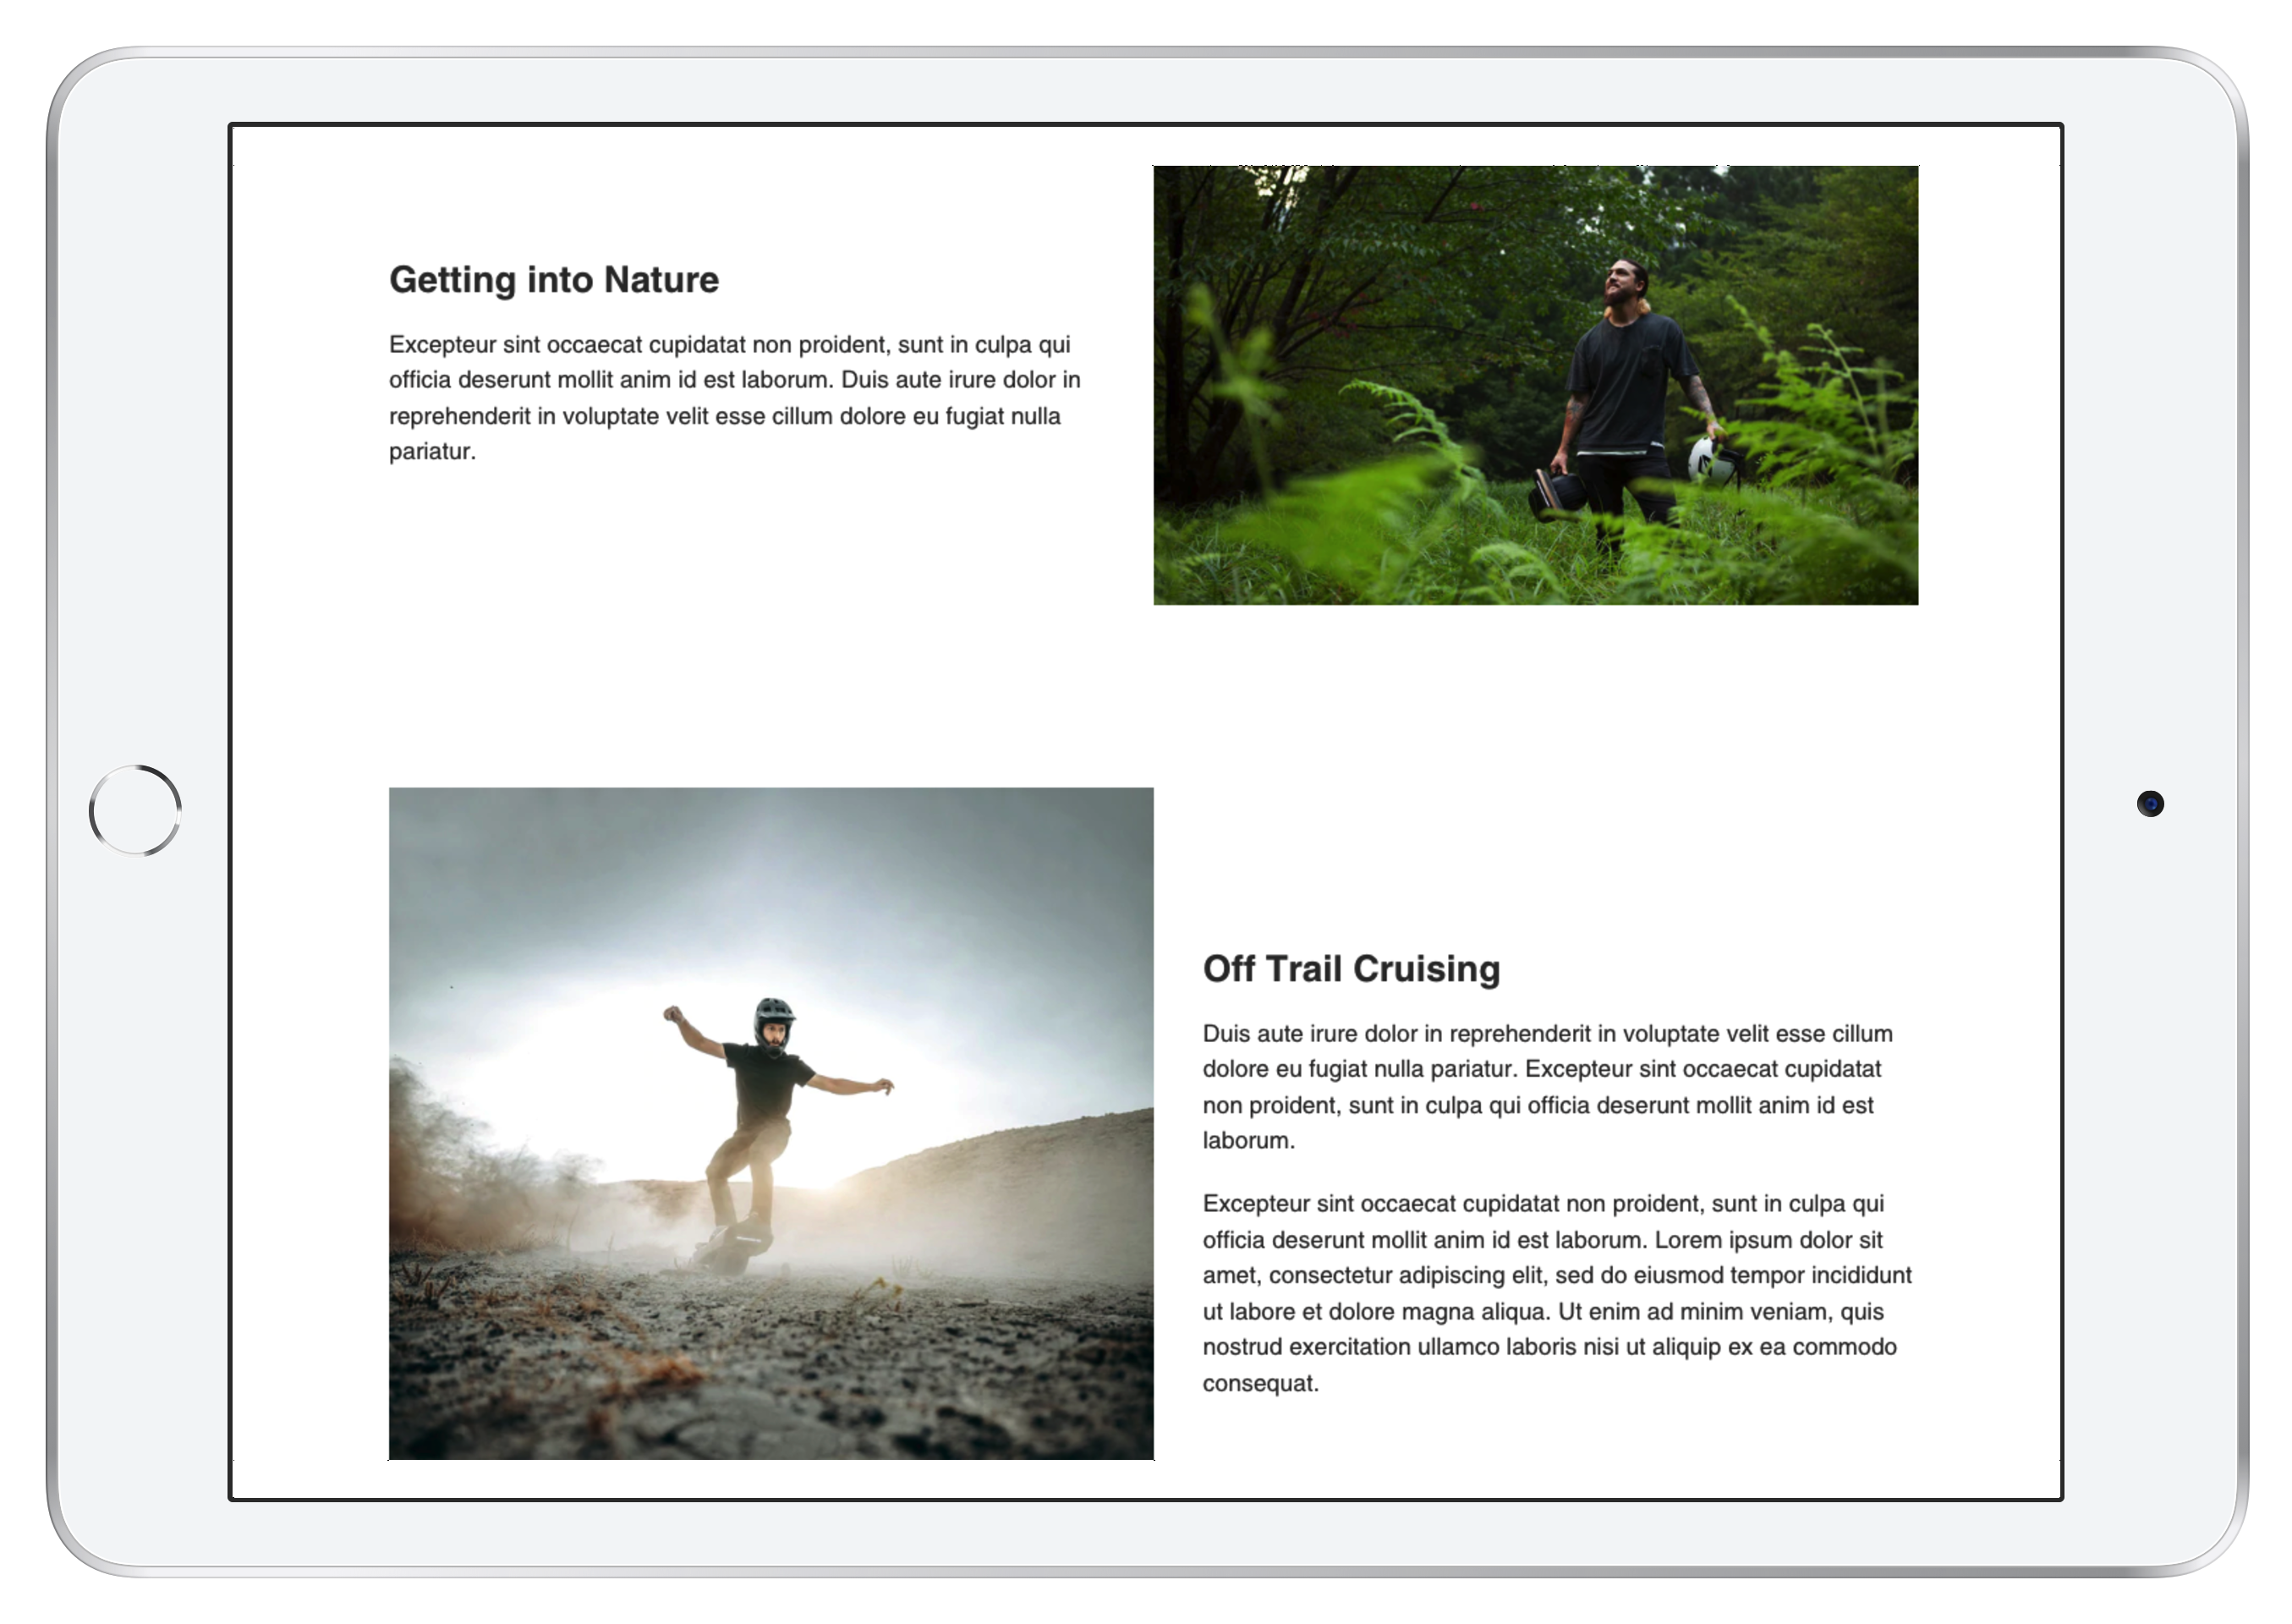 Getting into Nature
Excepteur sint occaecat cupidatat non proident, sunt in culpa qui
officia deserunt mollit anim id est laborum. Duis aute irure dolor in
reprehenderit in voluptate velit esse cillum dolore eu fugiat nulla
pariatur.
Off Trail Cruising
Duis aute irure dolor in reprehenderit in voluptate velit esse cillum
dolore eu fugiat nulla pariatur. Excepteur sint occaecat cupidatat
non proident, sunt in culpa qui officia deserunt mollit anim id est
laborum.
Excepteur sint occaecat cupidatat non proident, sunt in culpa qui
officia deserunt mollit anim id est laborum. Lorem ipsum dolor sit
amet, consectetur adipiscing elit, sed do eiusmod tempor incididunt
ut labore et dolore magna aliqua. Ut enim ad minim veniam, quis
nostrud exercitation ullamco laboris nisi ut aliquip ex ea commodo
consequat.